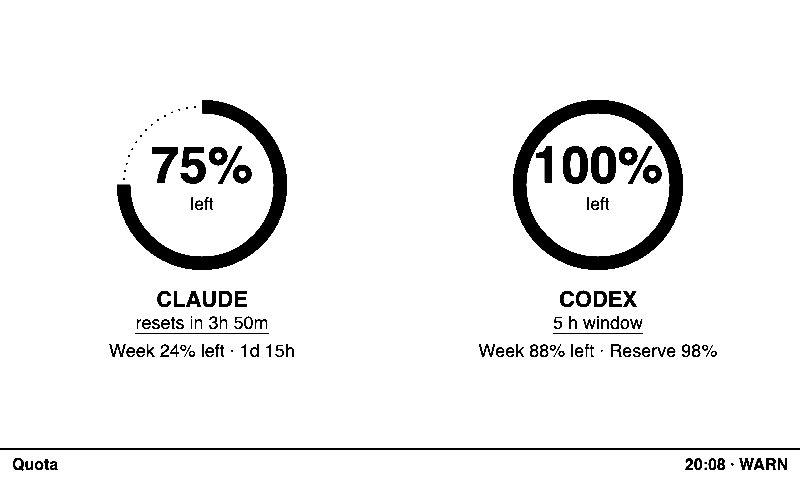 75%
left
CLAUDE
resets in 3h 50m
Week 24% left · 1d 15h
100%
left
CODEX
5 h window
Week 88% left · Reserve 98%
Quota
20:08 · WARN